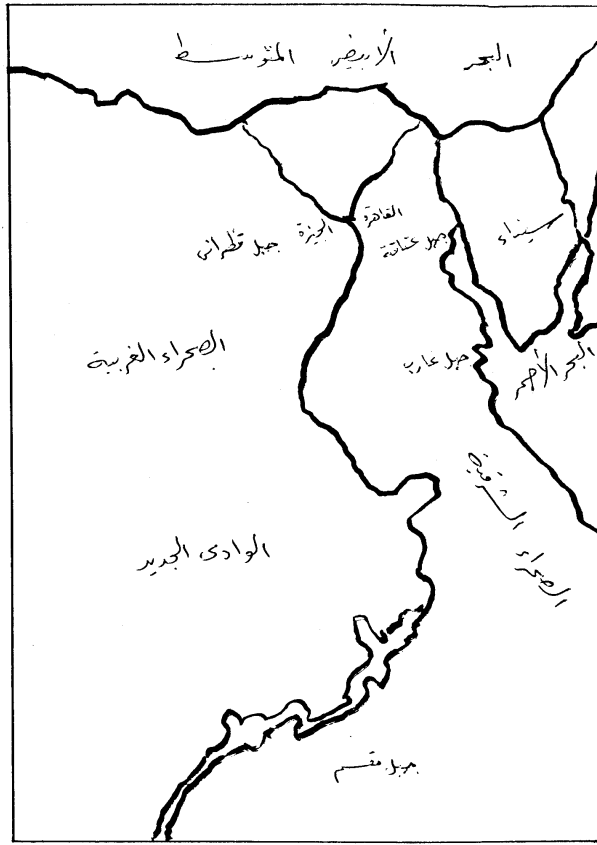 البحر الأبيض المتوسط
القاهرة
الجيزة
جبل قطراني
جبل عتاقة
سيناء
الصحراء الغربية
جبل غارب
البحر الأحمر
الصحراء الشرقية
الوادى الجديد
جبل مقسم